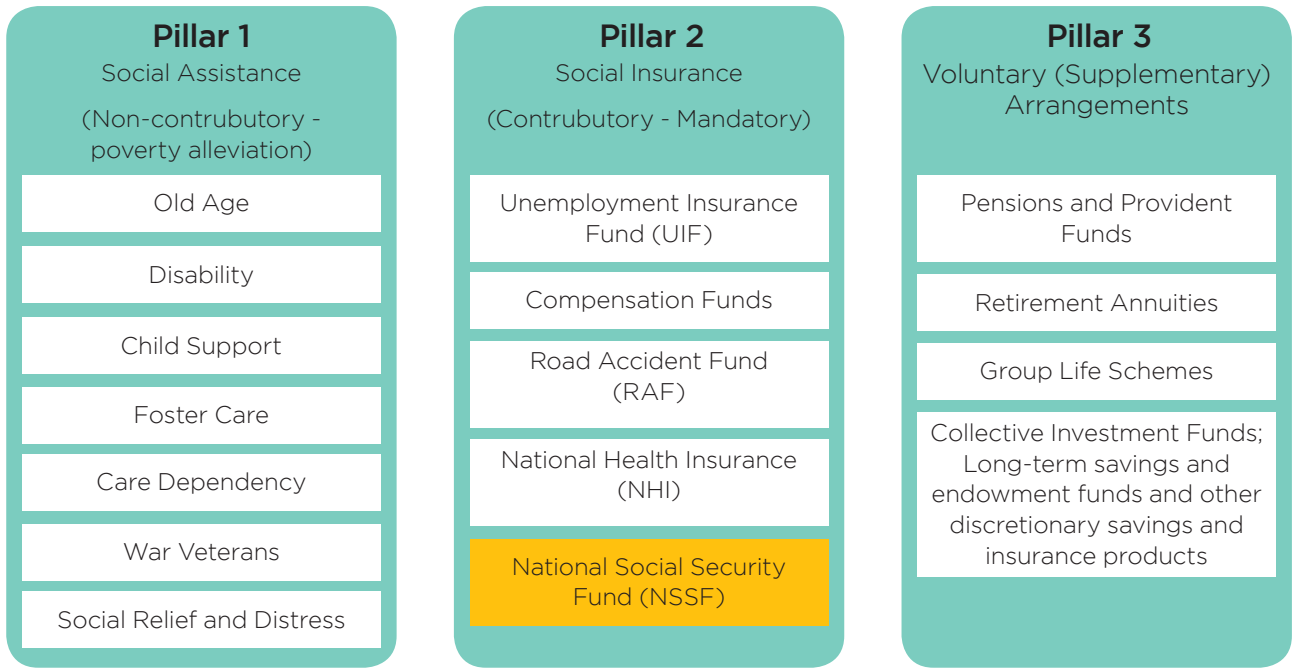 Pillar 1
Social Assistance
(Non-contrubutory -
poverty alleviation)
Old Age
Disability
Child Support
Foster Care
Care Dependency
War Veterans
Social Relief and Distress
Pillar 2
Social Insurance
(Contrubutory - Mandatory)
Unemployment Insurance
Fund (UIF)
Compensation Funds
Road Accident Fund
(RAF)
National Health Insurance
(NHI)
National Social Security
Fund (NSSF)
Pillar 3
Voluntary (Supplementary)
Arrangements
Pensions and Provident
Funds
Retirement Annuities
Group Life Schemes
Collective Investment Funds;
Long-term savings and
endowment funds and other
discretionary savings and
insurance products